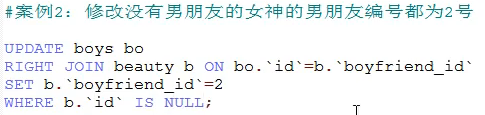 #案例2：修改没有男朋友的女神的男朋友编号都为2号
UPDATE boys bo
RIGHT JOIN beauty b ON bo.`id`=b.`boyfriend_id`
SET b.`boyfriend_id`=2
WHERE b.`id` IS NULL;